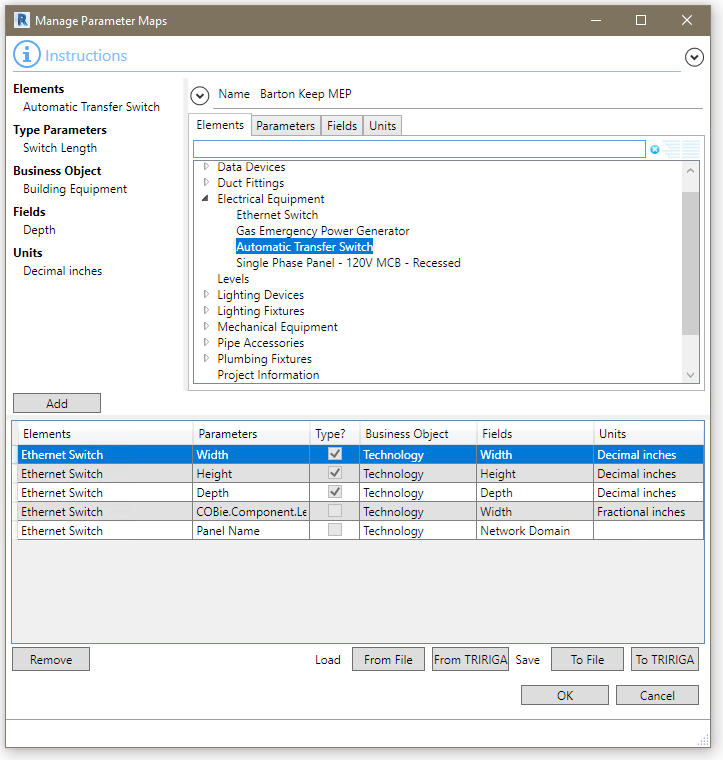 R Manage Parameter Maps
i Instructions
Elements
Automatic Transfer Switch
Type Parameters
Switch Length
Business Object
Building Equipment
Fields
Depth
Units
Decimal inches
Add
Name Barton Keep MEP
Elements Parameters Fields Units
Data Devices
Duct Fittings
Electrical Equipment
Ethernet Switch
Gas Emergency Power Generator
Automatic Transfer Switch
Single Phase Panel - 120V MCB - Recessed
Levels
Lighting Devices
Lighting Fixtures
Mechanical Equipment
Pipe Accessories
Plumbing Fixtures
Project Information
Elements Parameters Type? Business Object Fields Units
Ethernet Switch Width Technology Width Decimal inches
Ethernet Switch Height Technology Height Decimal inches
Ethernet Switch Depth Technology Depth Decimal inches
Ethernet Switch COBie.Component.Le Technology Width Fractional inches
Ethernet Switch Panel Name Technology Network Domain
Remove Load From File From TRIRIGA Save To File To TRIRIGA
OK Cancel